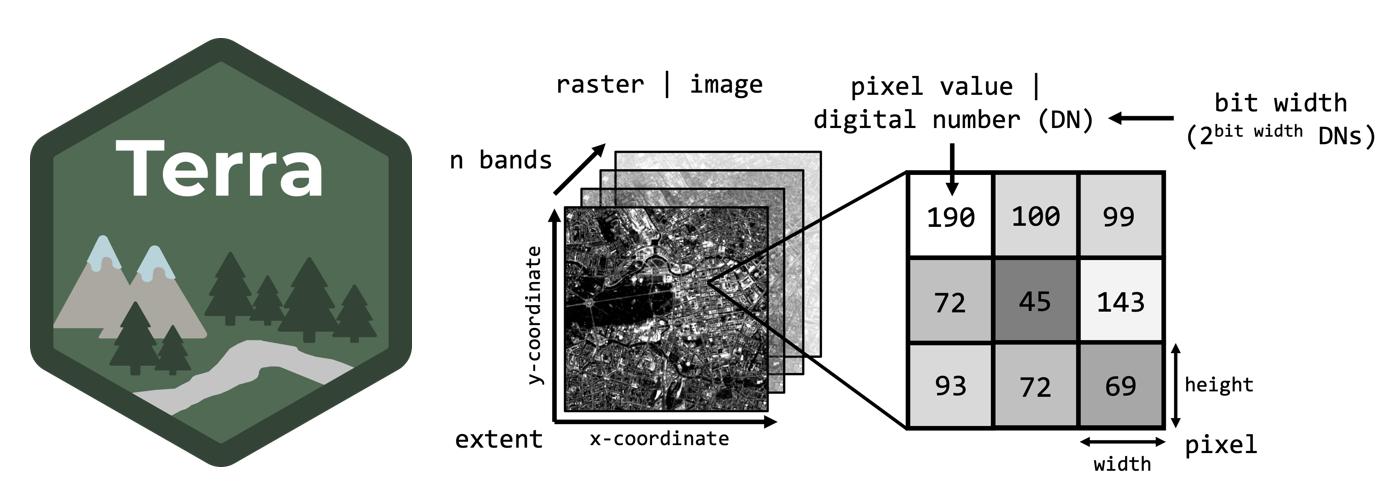 Terra
raster | image
n bands
y-coordinate
extent
x-coordinate
pixel value |
digital number (DN)
bit width
(2^bit width DNs)
190 100 99
72 45 143
93 72 69
height
width
pixel